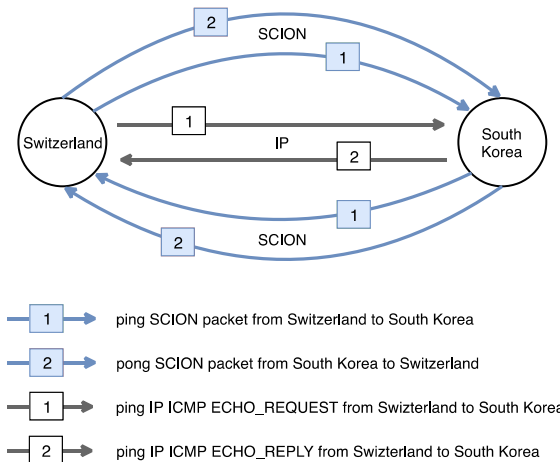 2
SCION
1
1
Switzerland
IP
South
Korea
2
1
SCION
2
1 ping SCION packet from Switzerland to South Korea
2 pong SCION packet from South Korea to Switzerland
1 ping IP ICMP ECHO_REQUEST from Swizterland to South Korea
2 ping IP ICMP ECHO_REPLY from Swizterland to South Korea